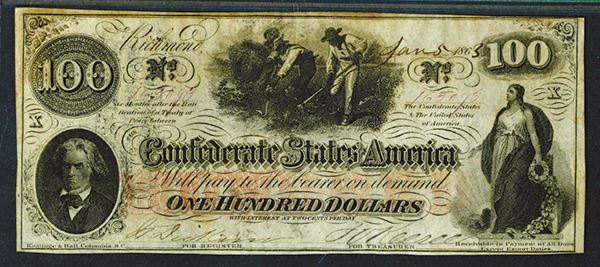 100
Richmond,
Jan 5 1863
100
No
No
Six Months after the Rati-
fication of a Treaty of
Peace between
The Confederate States
& The United States
of America
X
X
Confederate States of America
Will pay to the bearer on demand
ONE HUNDRED DOLLARS
WITH INTEREST AT TWO CENTS PER DAY
Keatinge & Ball, Columbia, S.C.
FOR REGISTER.
FOR TREASURER.
Receivable in Payment of All Dues
Except Export Duties.